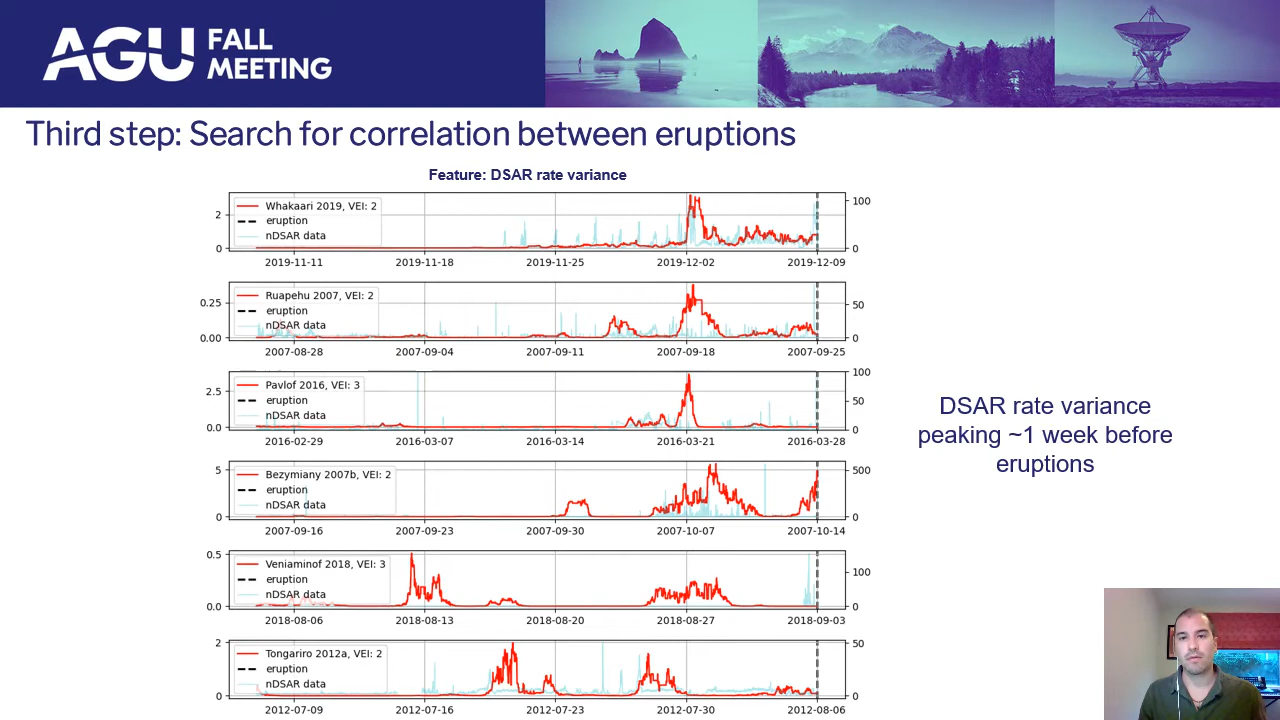 AGU FALL
MEETING
Third step: Search for correlation between eruptions
Feature: DSAR rate variance
Whakaari 2019, VEI: 2
eruption
nDSAR data
2
0
100
0
2019-11-11 2019-11-18 2019-11-25 2019-12-02 2019-12-09
Ruapehu 2007, VEI: 2
eruption
nDSAR data
0.25
0.00
50
0
2007-08-28 2007-09-04 2007-09-11 2007-09-18 2007-09-25
Pavlof 2016, VEI: 3
eruption
nDSAR data
2.5
0.0
100
50
0
2016-02-29 2016-03-07 2016-03-14 2016-03-21 2016-03-28
DSAR rate variance
peaking ~1 week before
eruptions
Bezymiany 2007b, VEI: 2
eruption
nDSAR data
5
0
500
0
2007-09-16 2007-09-23 2007-09-30 2007-10-07 2007-10-14
Veniaminof 2018, VEI: 3
eruption
nDSAR data
0.5
0.0
100
0
2018-08-06 2018-08-13 2018-08-20 2018-08-27 2018-09-03
Tongariro 2012a, VEI: 2
eruption
nDSAR data
2
0
50
0
2012-07-09 2012-07-16 2012-07-23 2012-07-30 2012-08-06